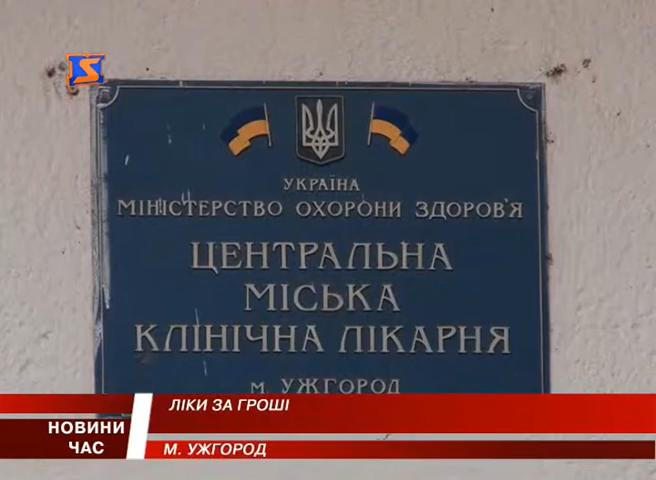 S
УКРАЇНА
МІНІСТЕРСТВО ОХОРОНИ ЗДОРОВ'Я
ЦЕНТРАЛЬНА
МІСЬКА
КЛІНІЧНА ЛІКАРНЯ
м. УЖГОРОД
ЛІКИ ЗА ГРОШІ
НОВИНИ
ЧАС
М. УЖГОРОД